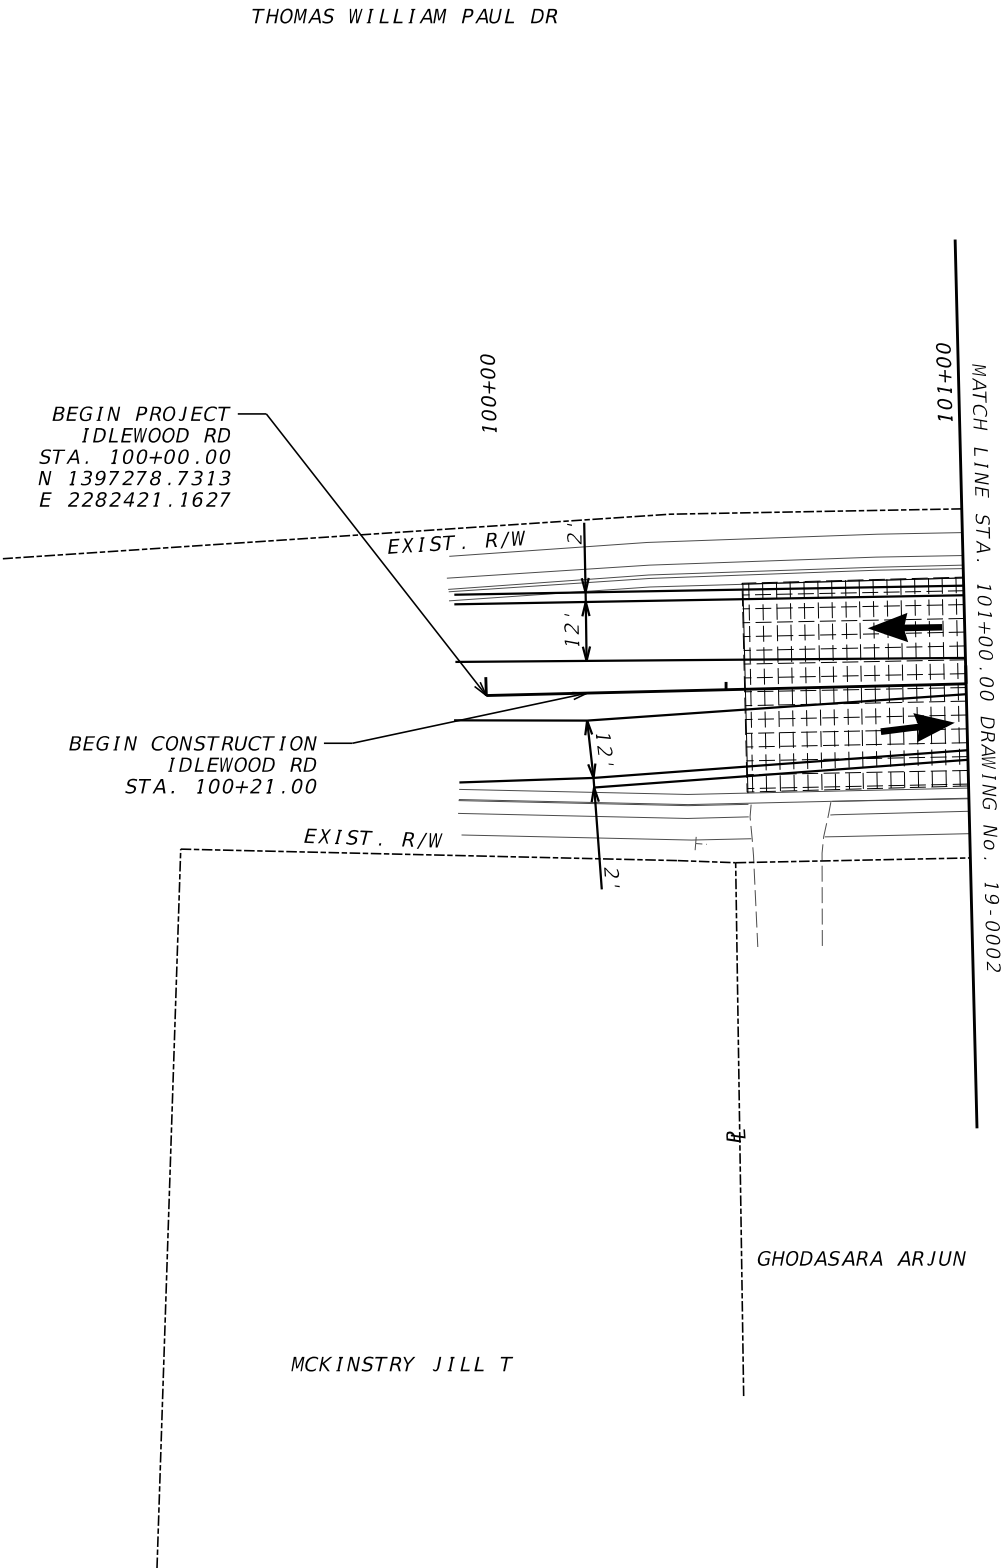 THOMAS WILLIAM PAUL DR
100+00
101+00
BEGIN PROJECT
IDLEWOOD RD
STA. 100+00.00
N 1397278.7313
E 2282421.1627
MATCH LINE STA. 101+00.00 DRAWING No. 19-0002
EXIST. R/W
2'
12'
BEGIN CONSTRUCTION
IDLEWOOD RD
STA. 100+21.00
12'
EXIST. R/W
2'
PL
GHODASARA ARJUN
MCKINSTRY JILL T